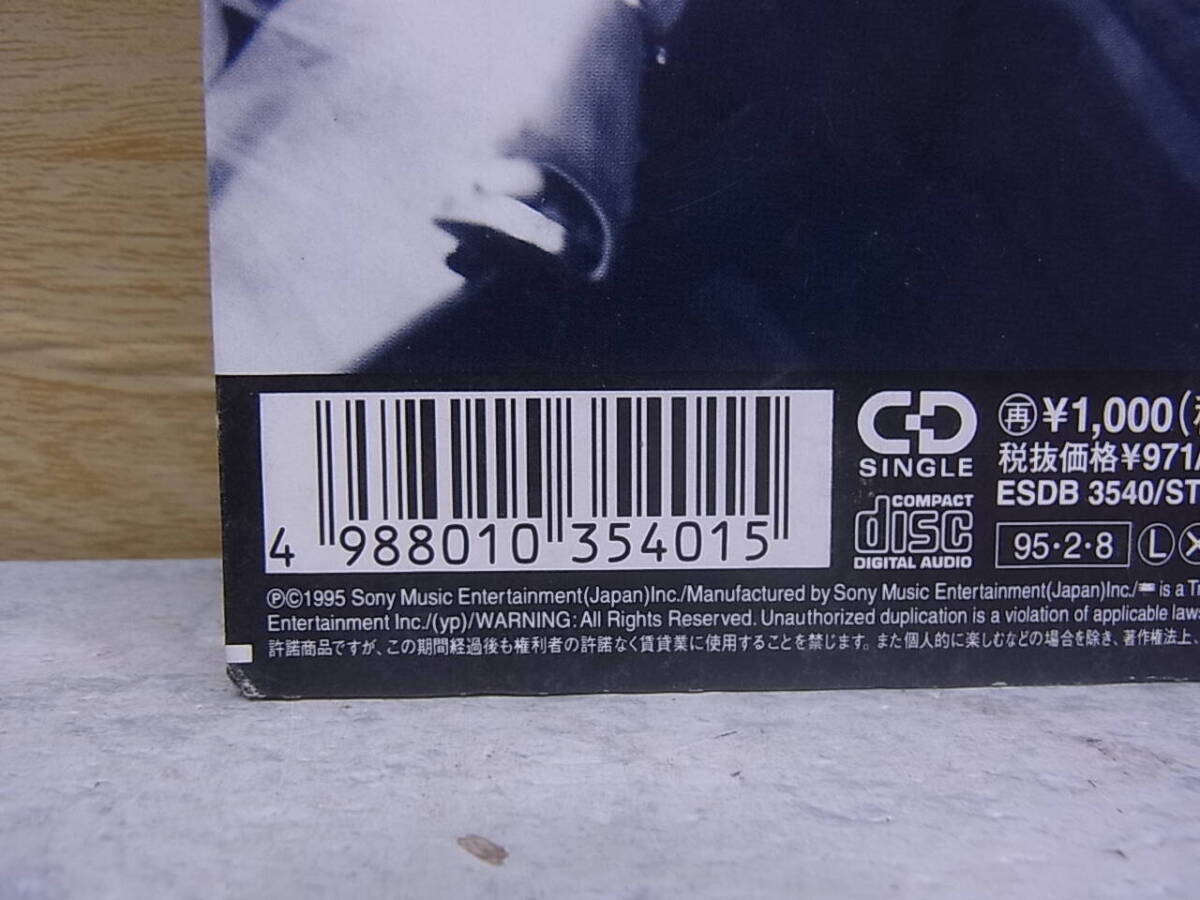 4 988010 354015
CD
SINGLE
COMPACT
disc
DIGITAL AUDIO
再¥1,000(税
税抜価格¥971/
ESDB 3540/ST
95・2・8 L X
℗©1995 Sony Music Entertainment(Japan)Inc./Manufactured by Sony Music Entertainment(Japan)Inc./ is a T
Entertainment Inc./(yp)/WARNING: All Rights Reserved. Unauthorized duplication is a violation of applicable law
許諾商品ですが、この期間経過後も権利者の許諾なく賃貸業に使用することを禁じます。また個人的に楽しむなどの場合を除き、著作権法上、